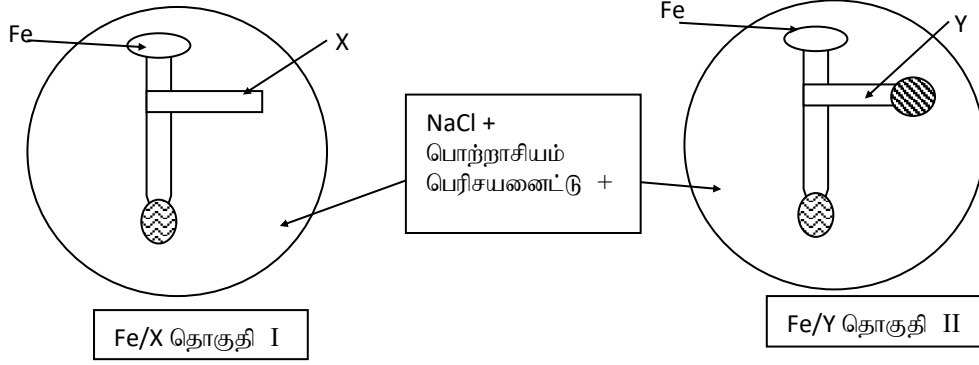 Fe
X
Fe
Y
NaCl +
பொற்றாசியம்
பெரிசயனைட்டு +
Fe/X தொகுதி I
Fe/Y தொகுதி II